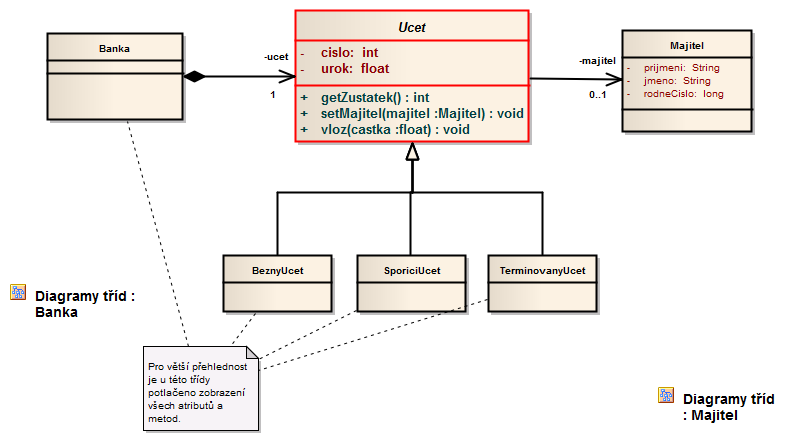 Banka
-ucet
1
Ucet
- cislo: int
- urok: float
+ getZustatek() : int
+ setMajitel(majitel :Majitel) : void
+ vloz(castka :float) : void
-majitel
0..1
Majitel
- prijmeni: String
- jmeno: String
- rodneCislo: long
BeznyUcet
SporiciUcet
TerminovanyUcet
Diagramy tříd :
Banka
Pro větší přehlednost
je u této třídy
potlačeno zobrazení
všech atributů a
metod.
Diagramy tříd
: Majitel